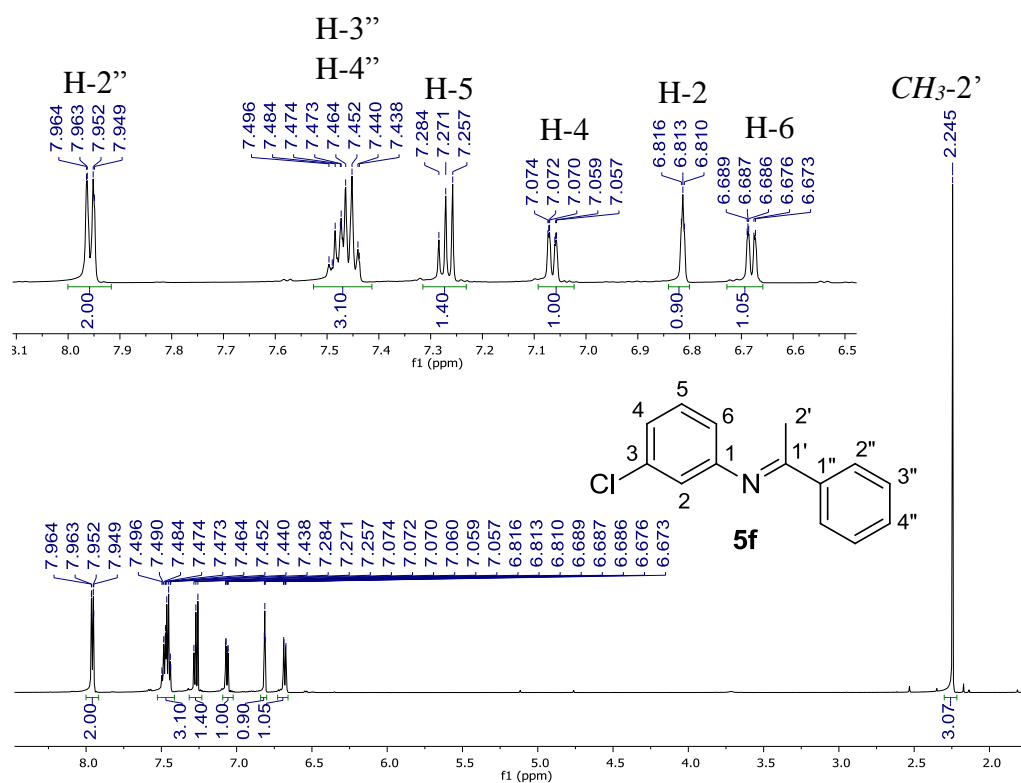 H-3”
H-2” H-4” H-5 H-4 H-2 H-6 CH3-2’
7.964 7.963 7.952 7.949 7.496 7.484 7.474 7.473 7.464 7.452 7.440 7.438 7.284 7.271 7.257 7.074 7.072 7.070 7.059 7.057 6.816 6.813 6.810 6.689 6.687 6.686 6.676 6.673 2.245
2.00 3.10 1.40 1.00 0.90 1.05
3.1 8.0 7.9 7.8 7.7 7.6 7.5 7.4 7.3 7.2 7.1 7.0 6.9 6.8 6.7 6.6 6.5
f1 (ppm)
5 2'
4 6 2"
3 1 1' 1" 3"
Cl 2 N 4"
5f
7.964 7.963 7.952 7.949 7.496 7.490 7.484 7.474 7.473 7.464 7.452 7.440 7.438 7.284 7.271 7.257 7.074 7.072 7.070 7.060 7.059 7.057 6.816 6.813 6.810 6.689 6.687 6.686 6.676 6.673
2.00 3.10 1.40 1.00 0.90 1.05 3.07
8.0 7.5 7.0 6.5 6.0 5.5 5.0 4.5 4.0 3.5 3.0 2.5 2.0
f1 (ppm)